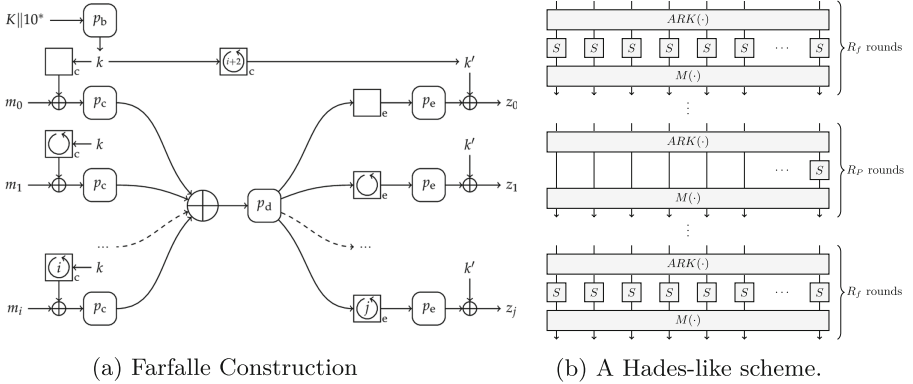 K∥10* p_b
k i+2 c k′
c
m_0 p_c e p_e z_0
k k′
c
m_1 p_c p_d e p_e z_1
... ...
i k k′
c
m_i p_c j e p_e z_j
(a) Farfalle Construction
ARK(·)
S S S S S S ... S R_f rounds
M(·)
⋮
ARK(·)
... S R_P rounds
M(·)
⋮
ARK(·)
S S S S S S ... S R_f rounds
M(·)
(b) A Hades-like scheme.